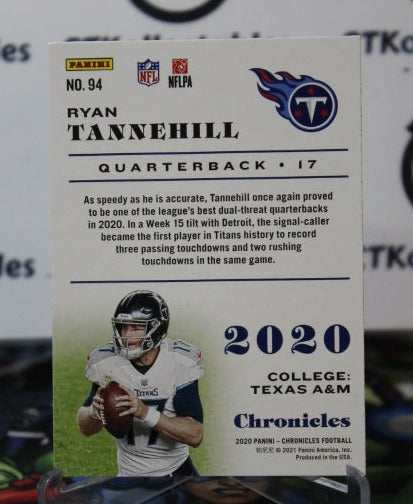 PANINI
NFL
NFLPA
NO. 94
RYAN
TANNEHILL
T
QUARTERBACK • 17
As speedy as he is accurate, Tannehill once again proved
to be one of the league's best dual-threat quarterbacks
in 2020. In a Week 15 tilt with Detroit, the signal-caller
became the first player in Titans history to record
three passing touchdowns and two rushing
touchdowns in the same game.
2020
COLLEGE:
TEXAS A&M
Chronicles
2020 PANINI – CHRONICLES FOOTBALL
© 2021 Panini America, Inc.
Produced in the USA.
TITANS
17